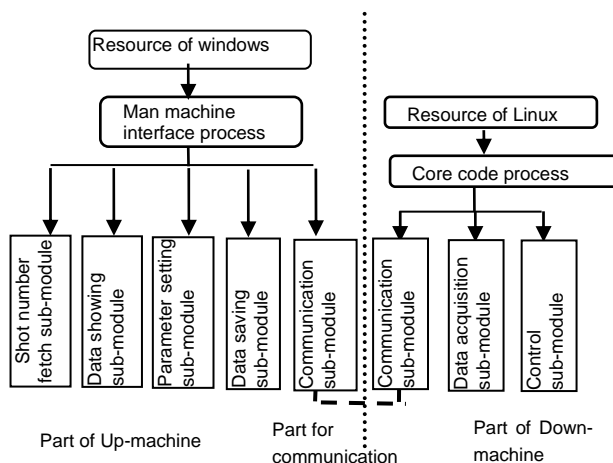 Resource of windows
Man machine
interface process
Resource of Linux
Core code process
Shot number
fetch sub-module
Data showing
sub-module
Parameter setting
sub-module
Data saving
sub-module
Communication
sub-module
Communication
sub-module
Data acquisition
sub-module
Control
sub-module
Part of Up-machine
Part for
communication
Part of Down-
machine